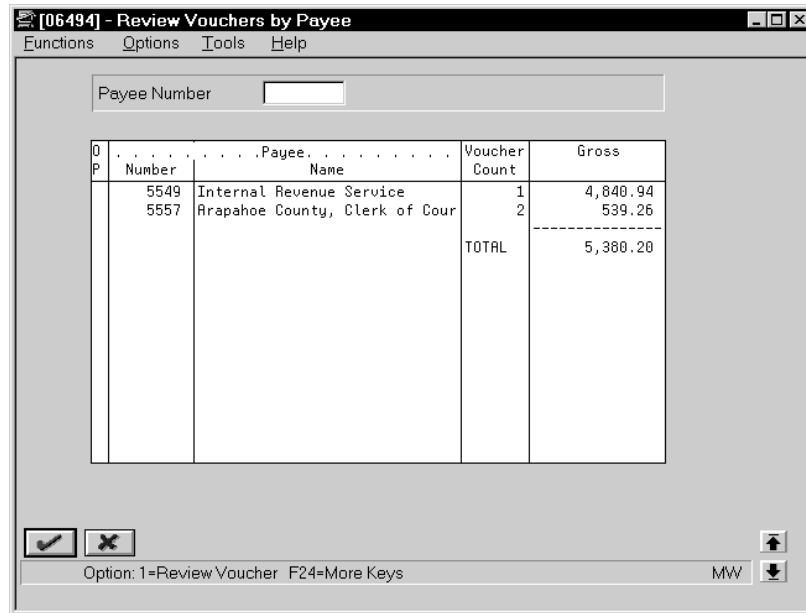 [06494] - Review Vouchers by Payee
Functions Options Tools Help
Payee Number
O . . . . . . . . .Payee. . . . . . . . . Voucher Gross
P Number Name Count
5549 Internal Revenue Service 1 4,840.94
5557 Arapahoe County, Clerk of Cour 2 539.26
---------------
TOTAL 5,380.20
Option: 1=Review Voucher F24=More Keys MW